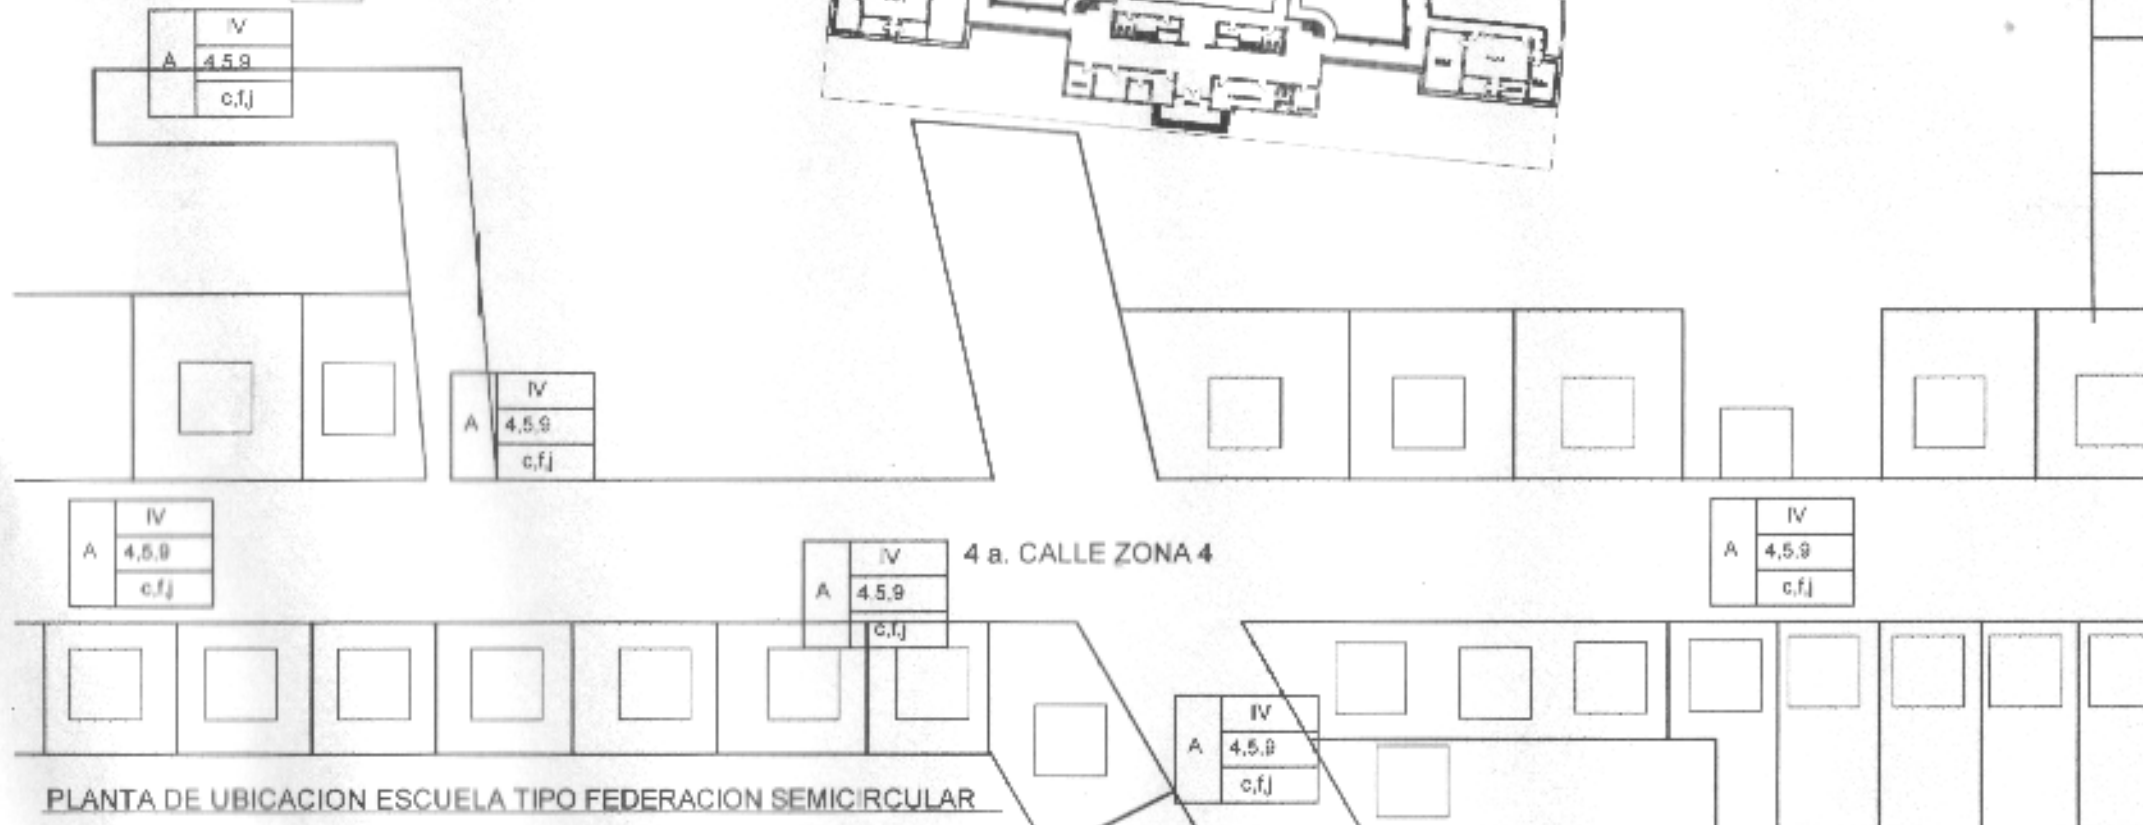 IV
A
4,5,9
c,f,j
IV
A
4,5,9
c,f,j
IV
A
4,5,9
c,f,j
IV
A
4,5,9
c,f,j
4 a. CALLE ZONA 4
IV
A
4,5,9
c,f,j
IV
A
4,5,9
c,f,j
PLANTA DE UBICACION ESCUELA TIPO FEDERACION SEMICIRCULAR